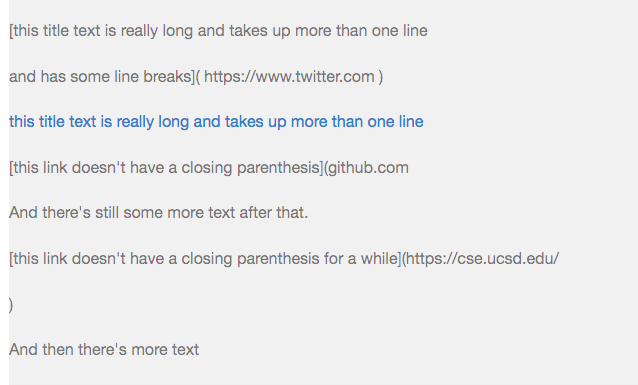 [this title text is really long and takes up more than one line
and has some line breaks]( https://www.twitter.com )
this title text is really long and takes up more than one line
[this link doesn't have a closing parenthesis](github.com
And there's still some more text after that.
[this link doesn't have a closing parenthesis for a while](https://cse.ucsd.edu/
)
And then there's more text